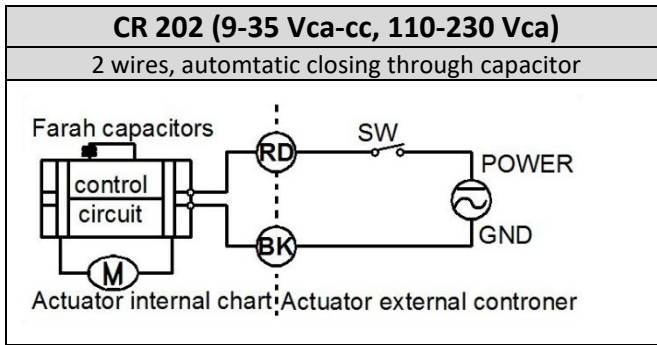 CR 202 (9-35 Vca-cc, 110-230 Vca)
2 wires, automtatic closing through capacitor
Farah capacitors
SW
RD
POWER
control
circuit
GND
BK
M
Actuator internal chart
Actuator external controner